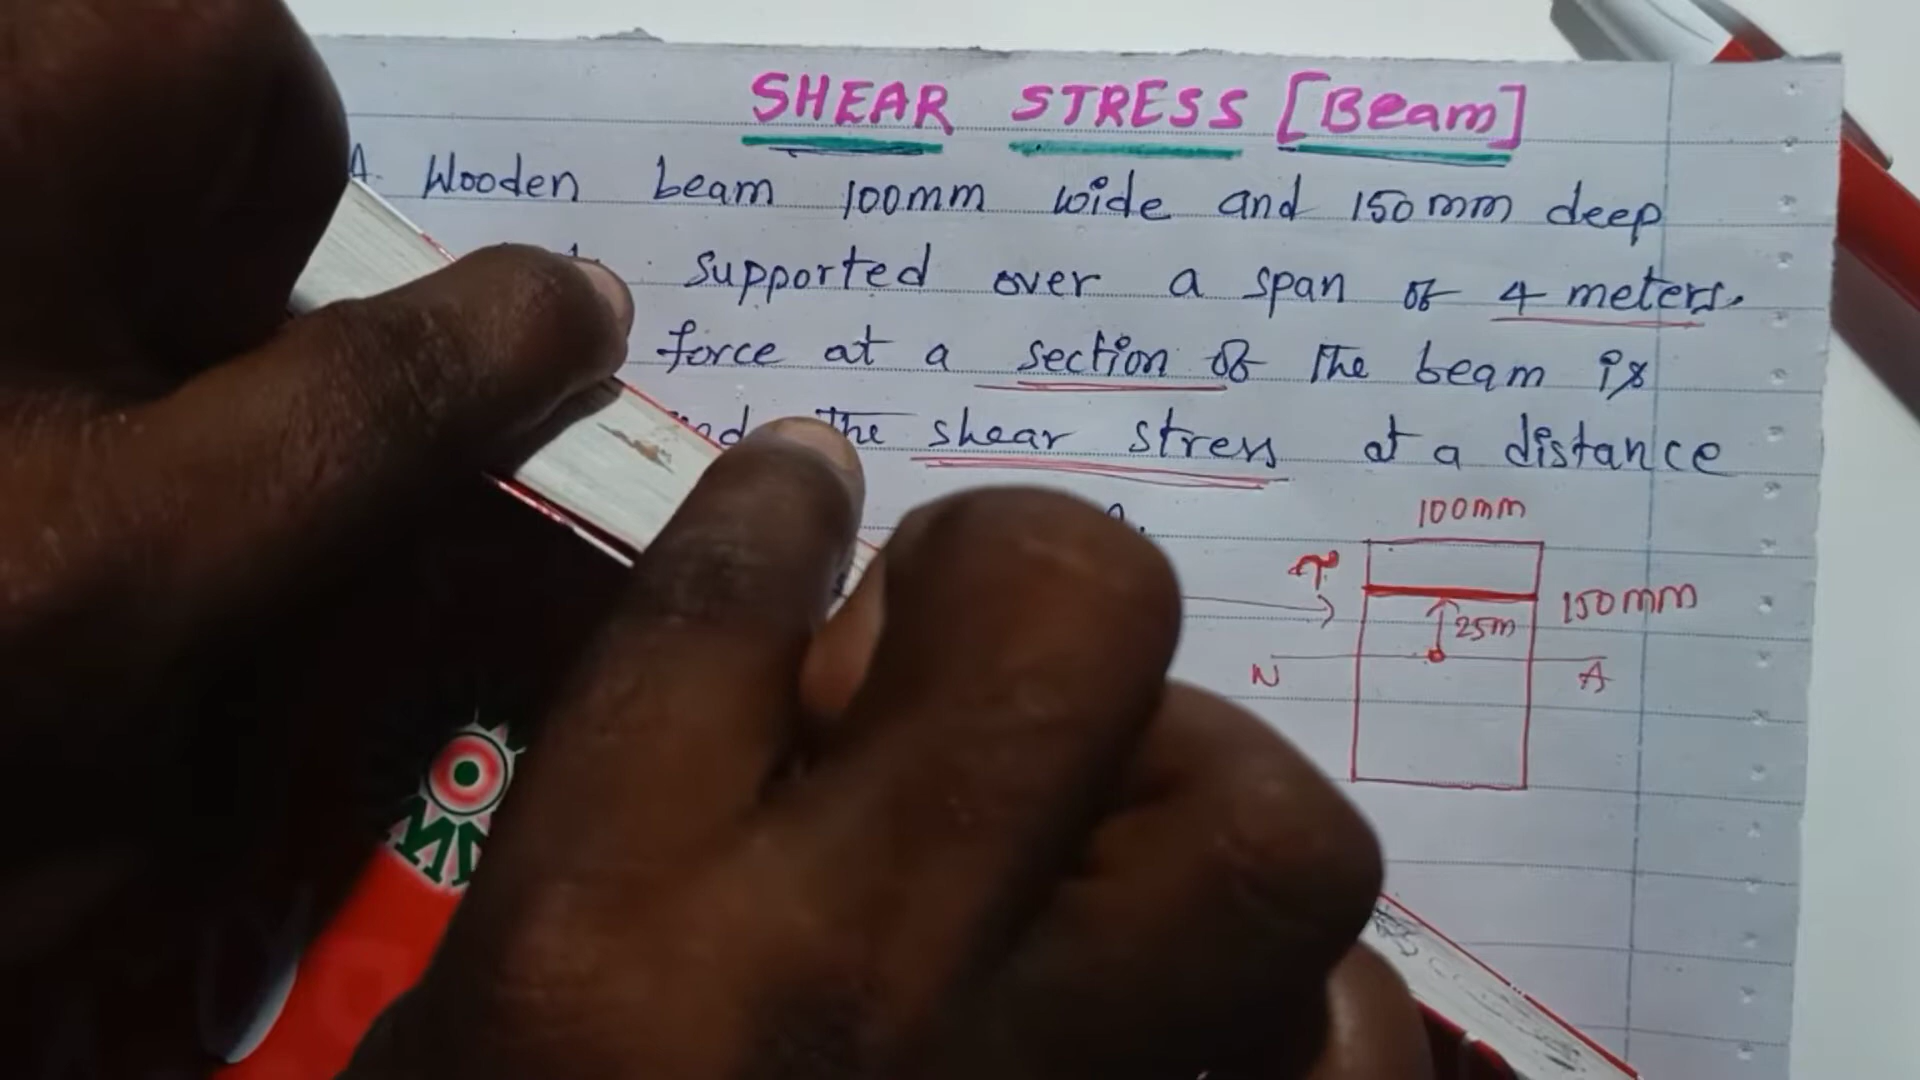 SHEAR STRESS [Beam]
A Wooden beam 100mm wide and 150mm deep
supported over a span of 4 meters.
force at a section of the beam is
the shear stress at a distance
100mm
τ
150mm
25m
N A